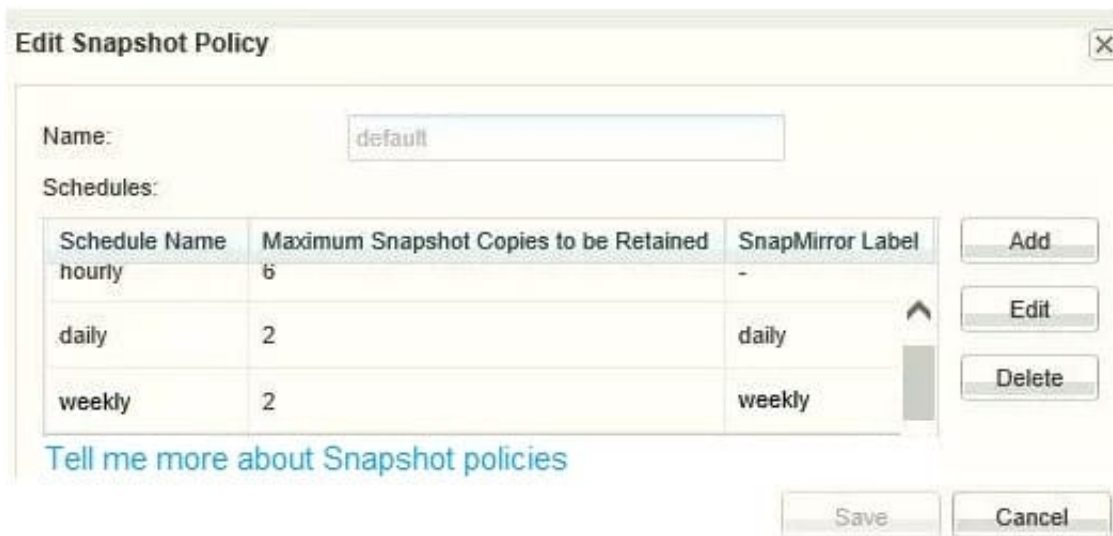 Edit Snapshot Policy
Name: default
Schedules:
Schedule Name Maximum Snapshot Copies to be Retained SnapMirror Label Add
hourly 6 -
daily 2 daily Edit
weekly 2 weekly Delete
Tell me more about Snapshot policies
Save Cancel